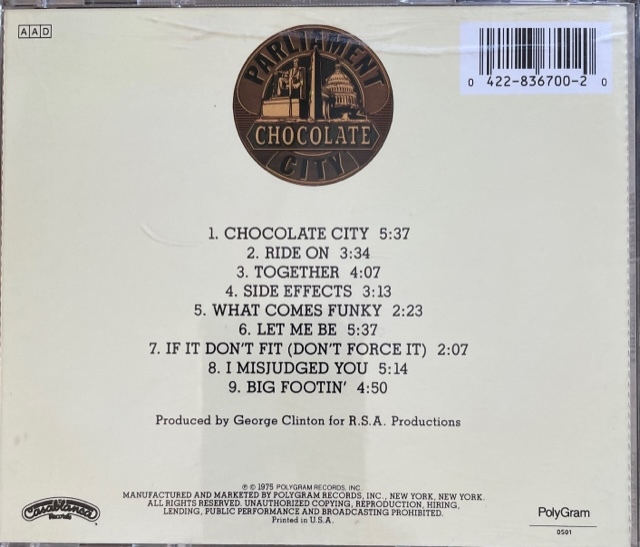 AAD
PARLIAMENT
CHOCOLATE
CITY
0 422-836700-2 0
1. CHOCOLATE CITY 5:37
2. RIDE ON 3:34
3. TOGETHER 4:07
4. SIDE EFFECTS 3:13
5. WHAT COMES FUNKY 2:23
6. LET ME BE 5:37
7. IF IT DON'T FIT (DON'T FORCE IT) 2:07
8. I MISJUDGED YOU 5:14
9. BIG FOOTIN' 4:50
Produced by George Clinton for R.S.A. Productions
℗ © 1975 POLYGRAM RECORDS, INC.
MANUFACTURED AND MARKETED BY POLYGRAM RECORDS, INC., NEW YORK, NEW YORK.
ALL RIGHTS RESERVED. UNAUTHORIZED COPYING, REPRODUCTION, HIRING,
LENDING, PUBLIC PERFORMANCE AND BROADCASTING PROHIBITED.
Printed in U.S.A.
Casablanca
Records
PolyGram
0501